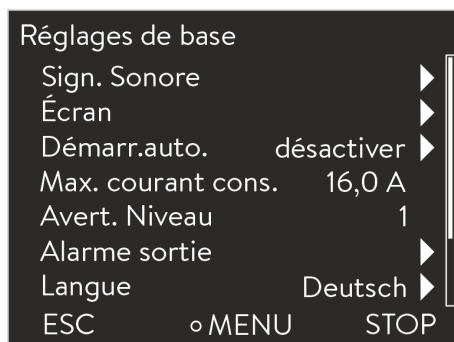 Réglages de base
Sign. Sonore
Écran
Démarr.auto. désactiver
Max. courant cons. 16,0 A
Avert. Niveau 1
Alarme sortie
Langue Deutsch
ESC MENU STOP